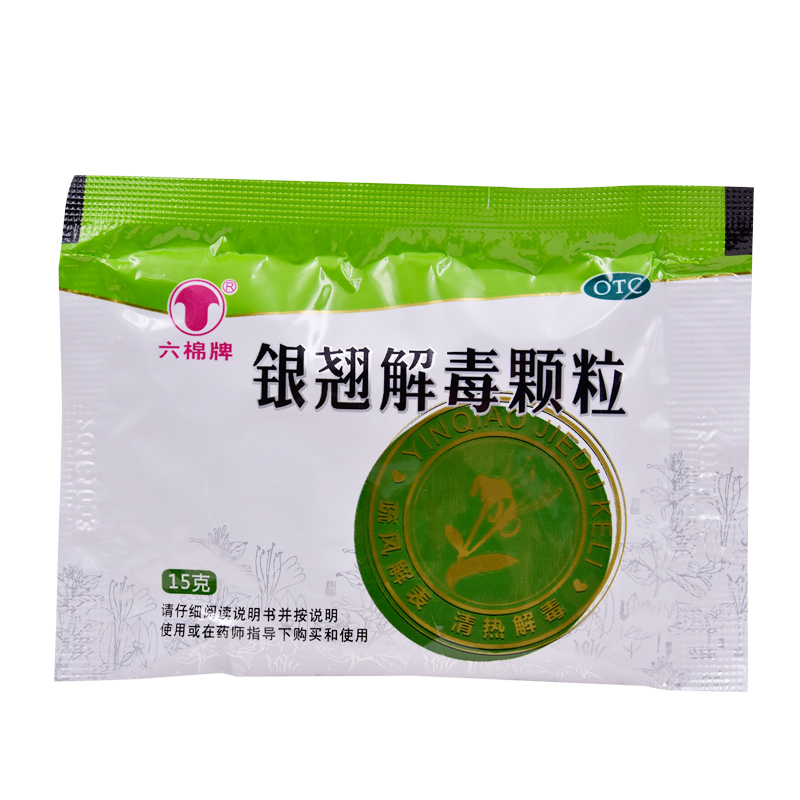 ®
OTC
六棉牌
银翘解毒颗粒
YINQIAO JIEDU KELI
疏风解表 清热解毒
15克
请仔细阅读说明书并按说明
使用或在药师指导下购买和使用